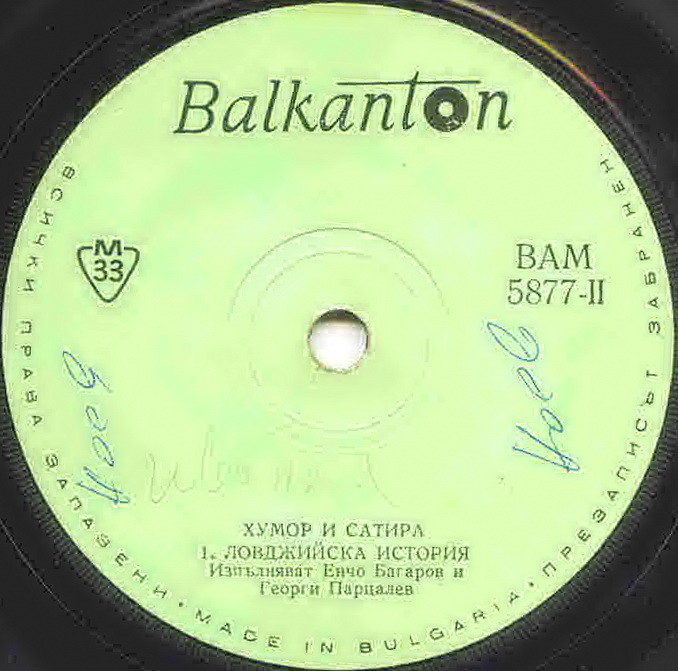 Balkanton
M
33
BAM
5877-II
ХУМОР И САТИРА
1. ЛОВДЖИЙСКА ИСТОРИЯ
Изпълняват Енчо Багаров и
Георги Парцалев
ВСИЧКИ ПРАВА ЗАПАЗЕНИ • MADE IN BULGARIA • ПРЕЗАПИСЪТ ЗАБРАНЕН